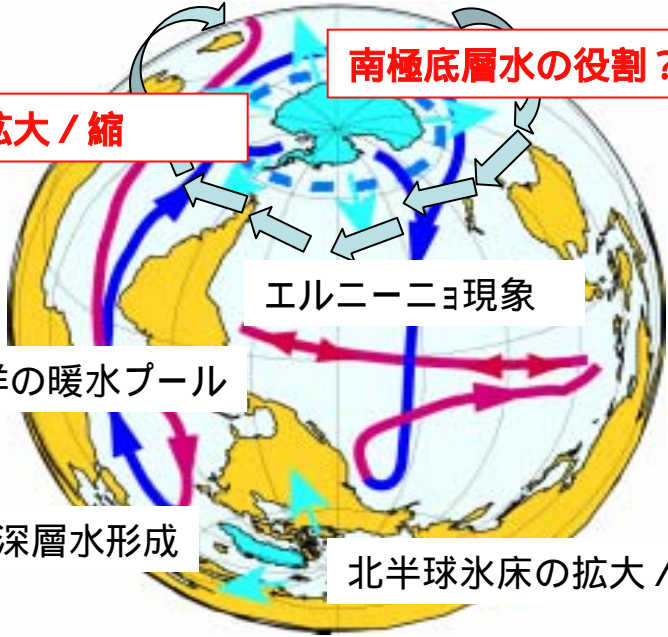 南極底層水の役割?
拡大/縮
エルニーニョ現象
洋の暖水プール
深層水形成
北半球氷床の拡大/